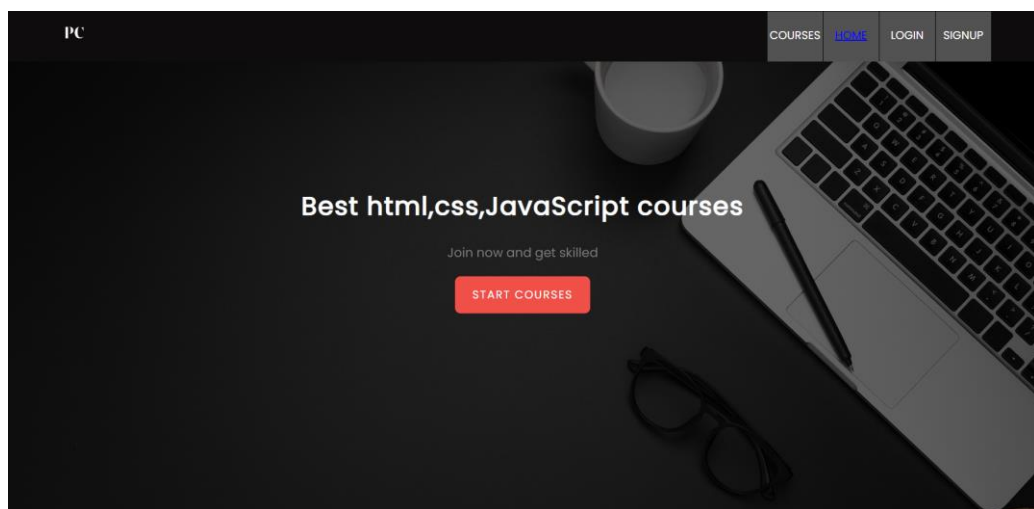 PC
COURSES HOME LOGIN SIGNUP
Best html,css,JavaScript courses
Join now and get skilled
START COURSES